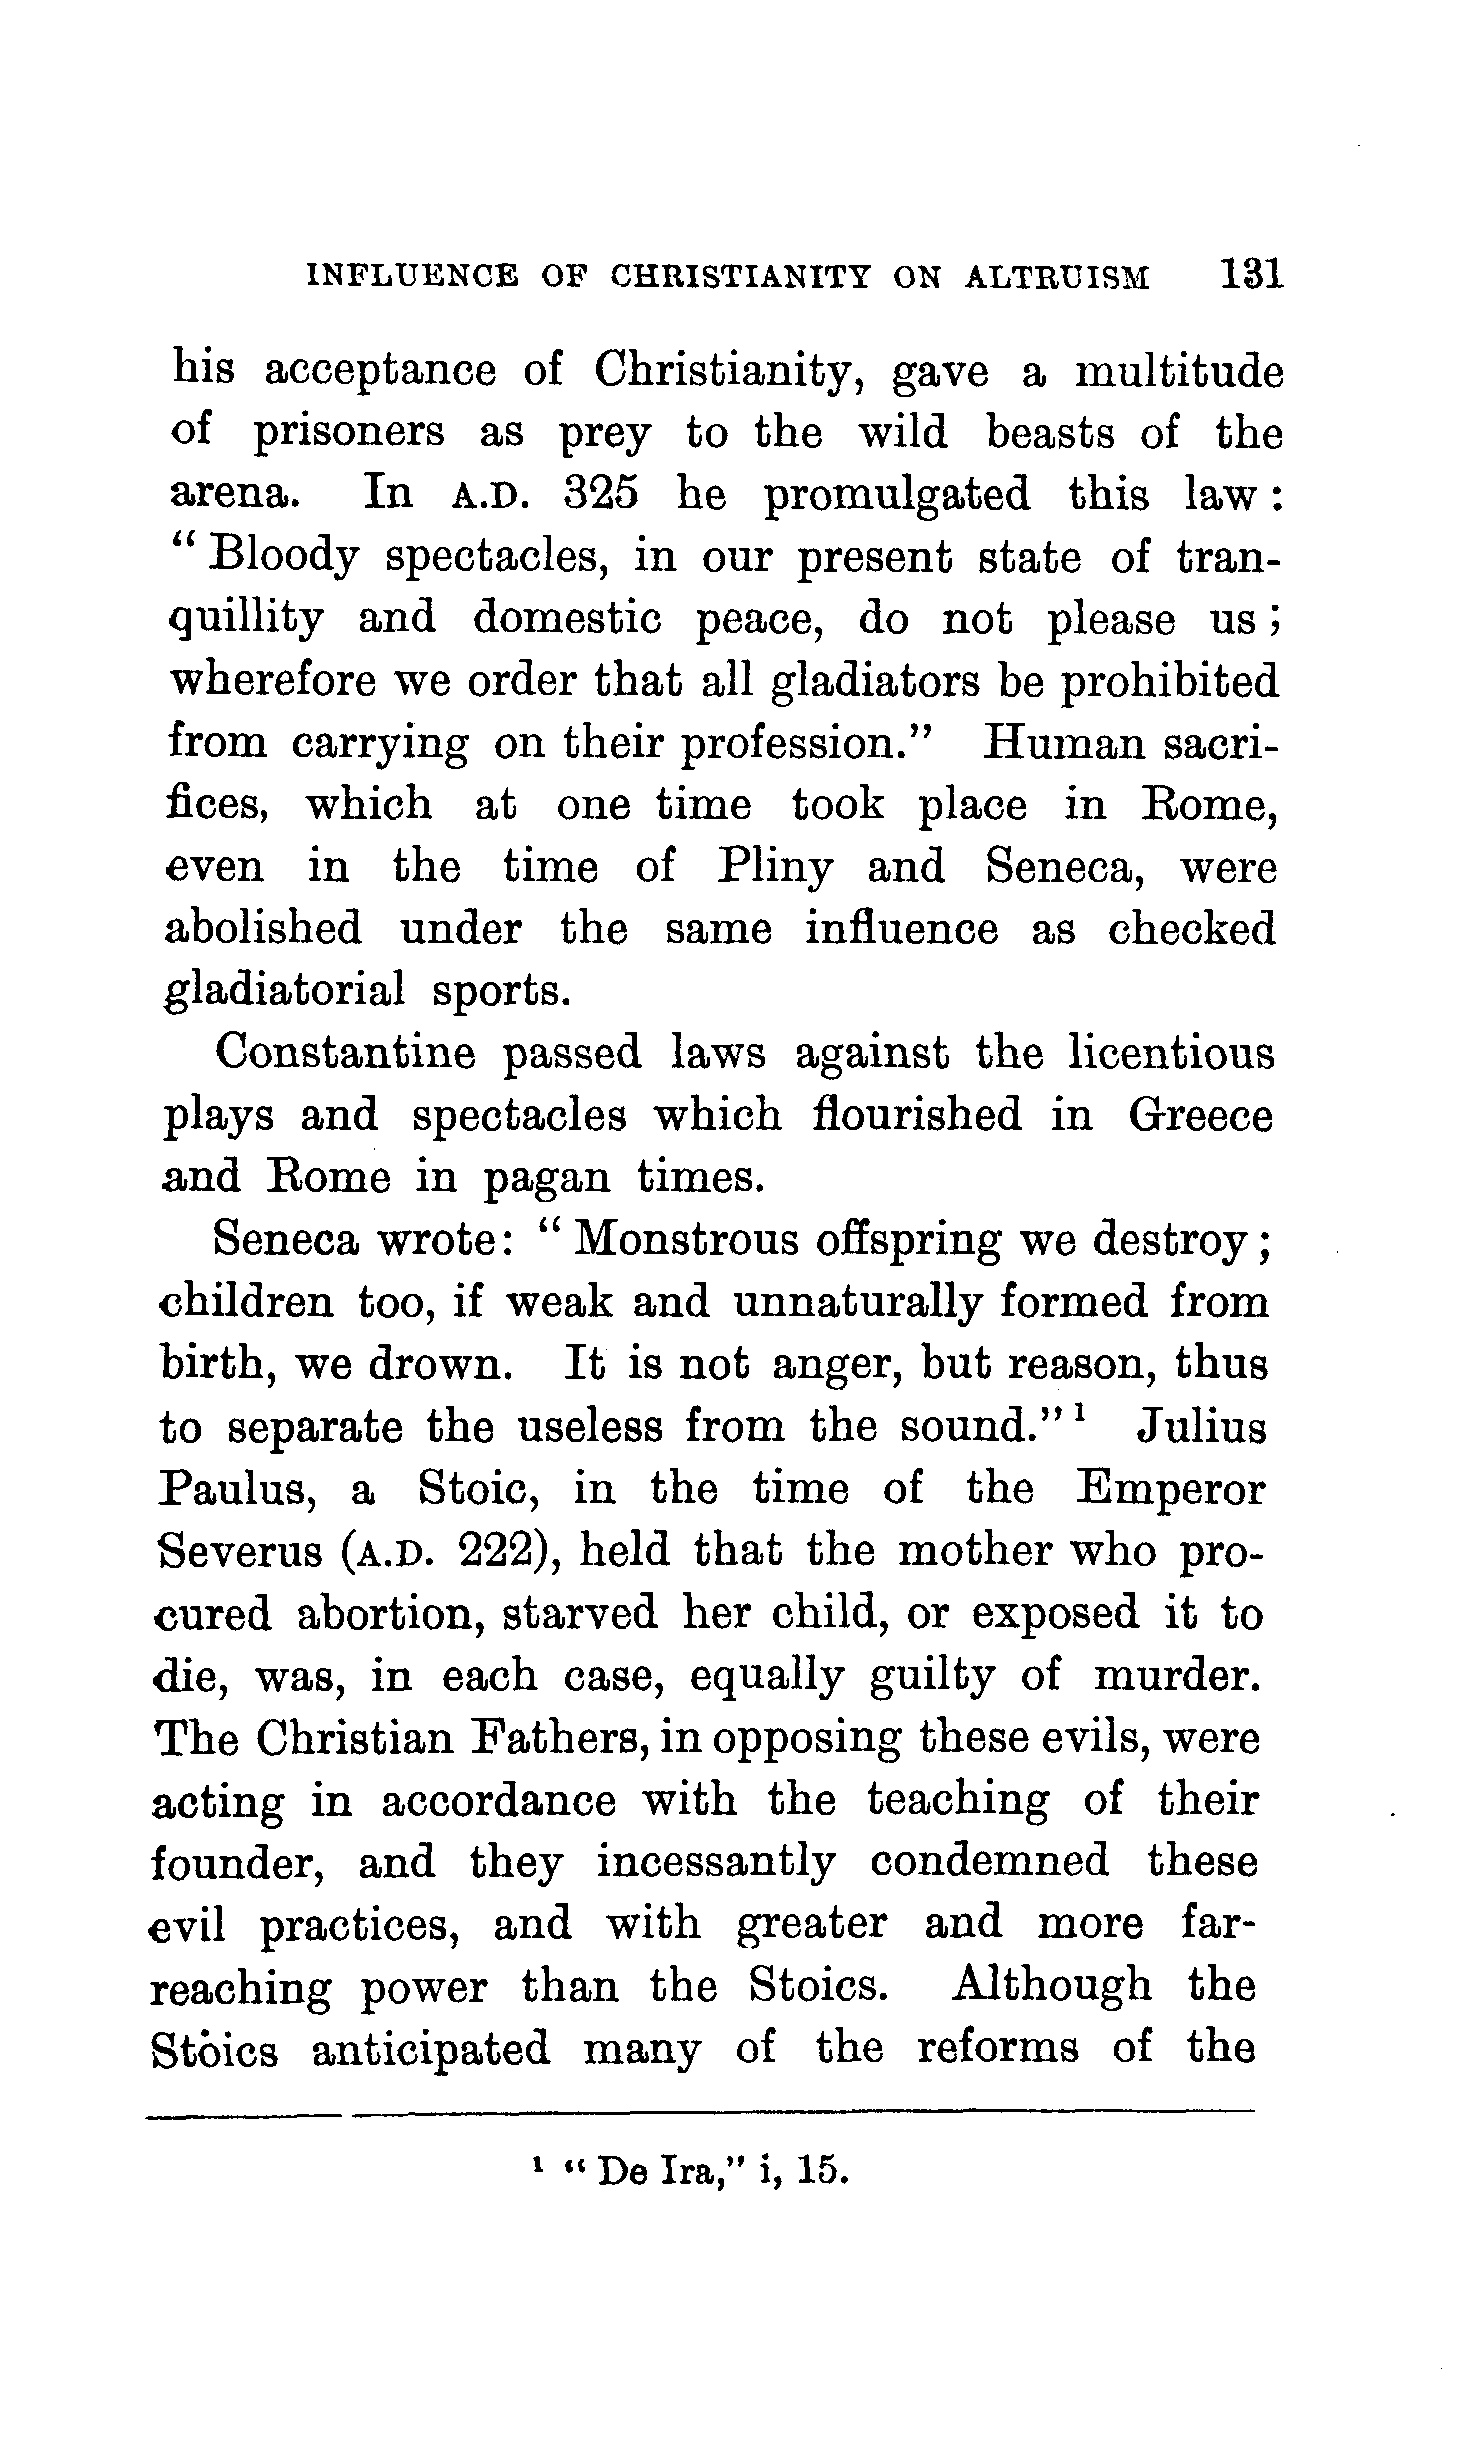 INFLUENCE OF CHRISTIANITY ON ALTRUISM 131
his acceptance of Christianity, gave a multitude
of prisoners as prey to the wild beasts of the
arena. In A.D. 325 he promulgated this law :
“ Bloody spectacles, in our present state of tran-
quillity and domestic peace, do not please us ;
wherefore we order that all gladiators be prohibited
from carrying on their profession.” Human sacri-
fices, which at one time took place in Rome,
even in the time of Pliny and Seneca, were
abolished under the same influence as checked
gladiatorial sports.
Constantine passed laws against the licentious
plays and spectacles which flourished in Greece
and Rome in pagan times.
Seneca wrote: “ Monstrous offspring we destroy ;
children too, if weak and unnaturally formed from
birth, we drown. It is not anger, but reason, thus
to separate the useless from the sound.” ¹ Julius
Paulus, a Stoic, in the time of the Emperor
Severus (A.D. 222), held that the mother who pro-
cured abortion, starved her child, or exposed it to
die, was, in each case, equally guilty of murder.
The Christian Fathers, in opposing these evils, were
acting in accordance with the teaching of their
founder, and they incessantly condemned these
evil practices, and with greater and more far-
reaching power than the Stoics. Although the
Stoics anticipated many of the reforms of the
¹ “ De Ira,” i, 15.